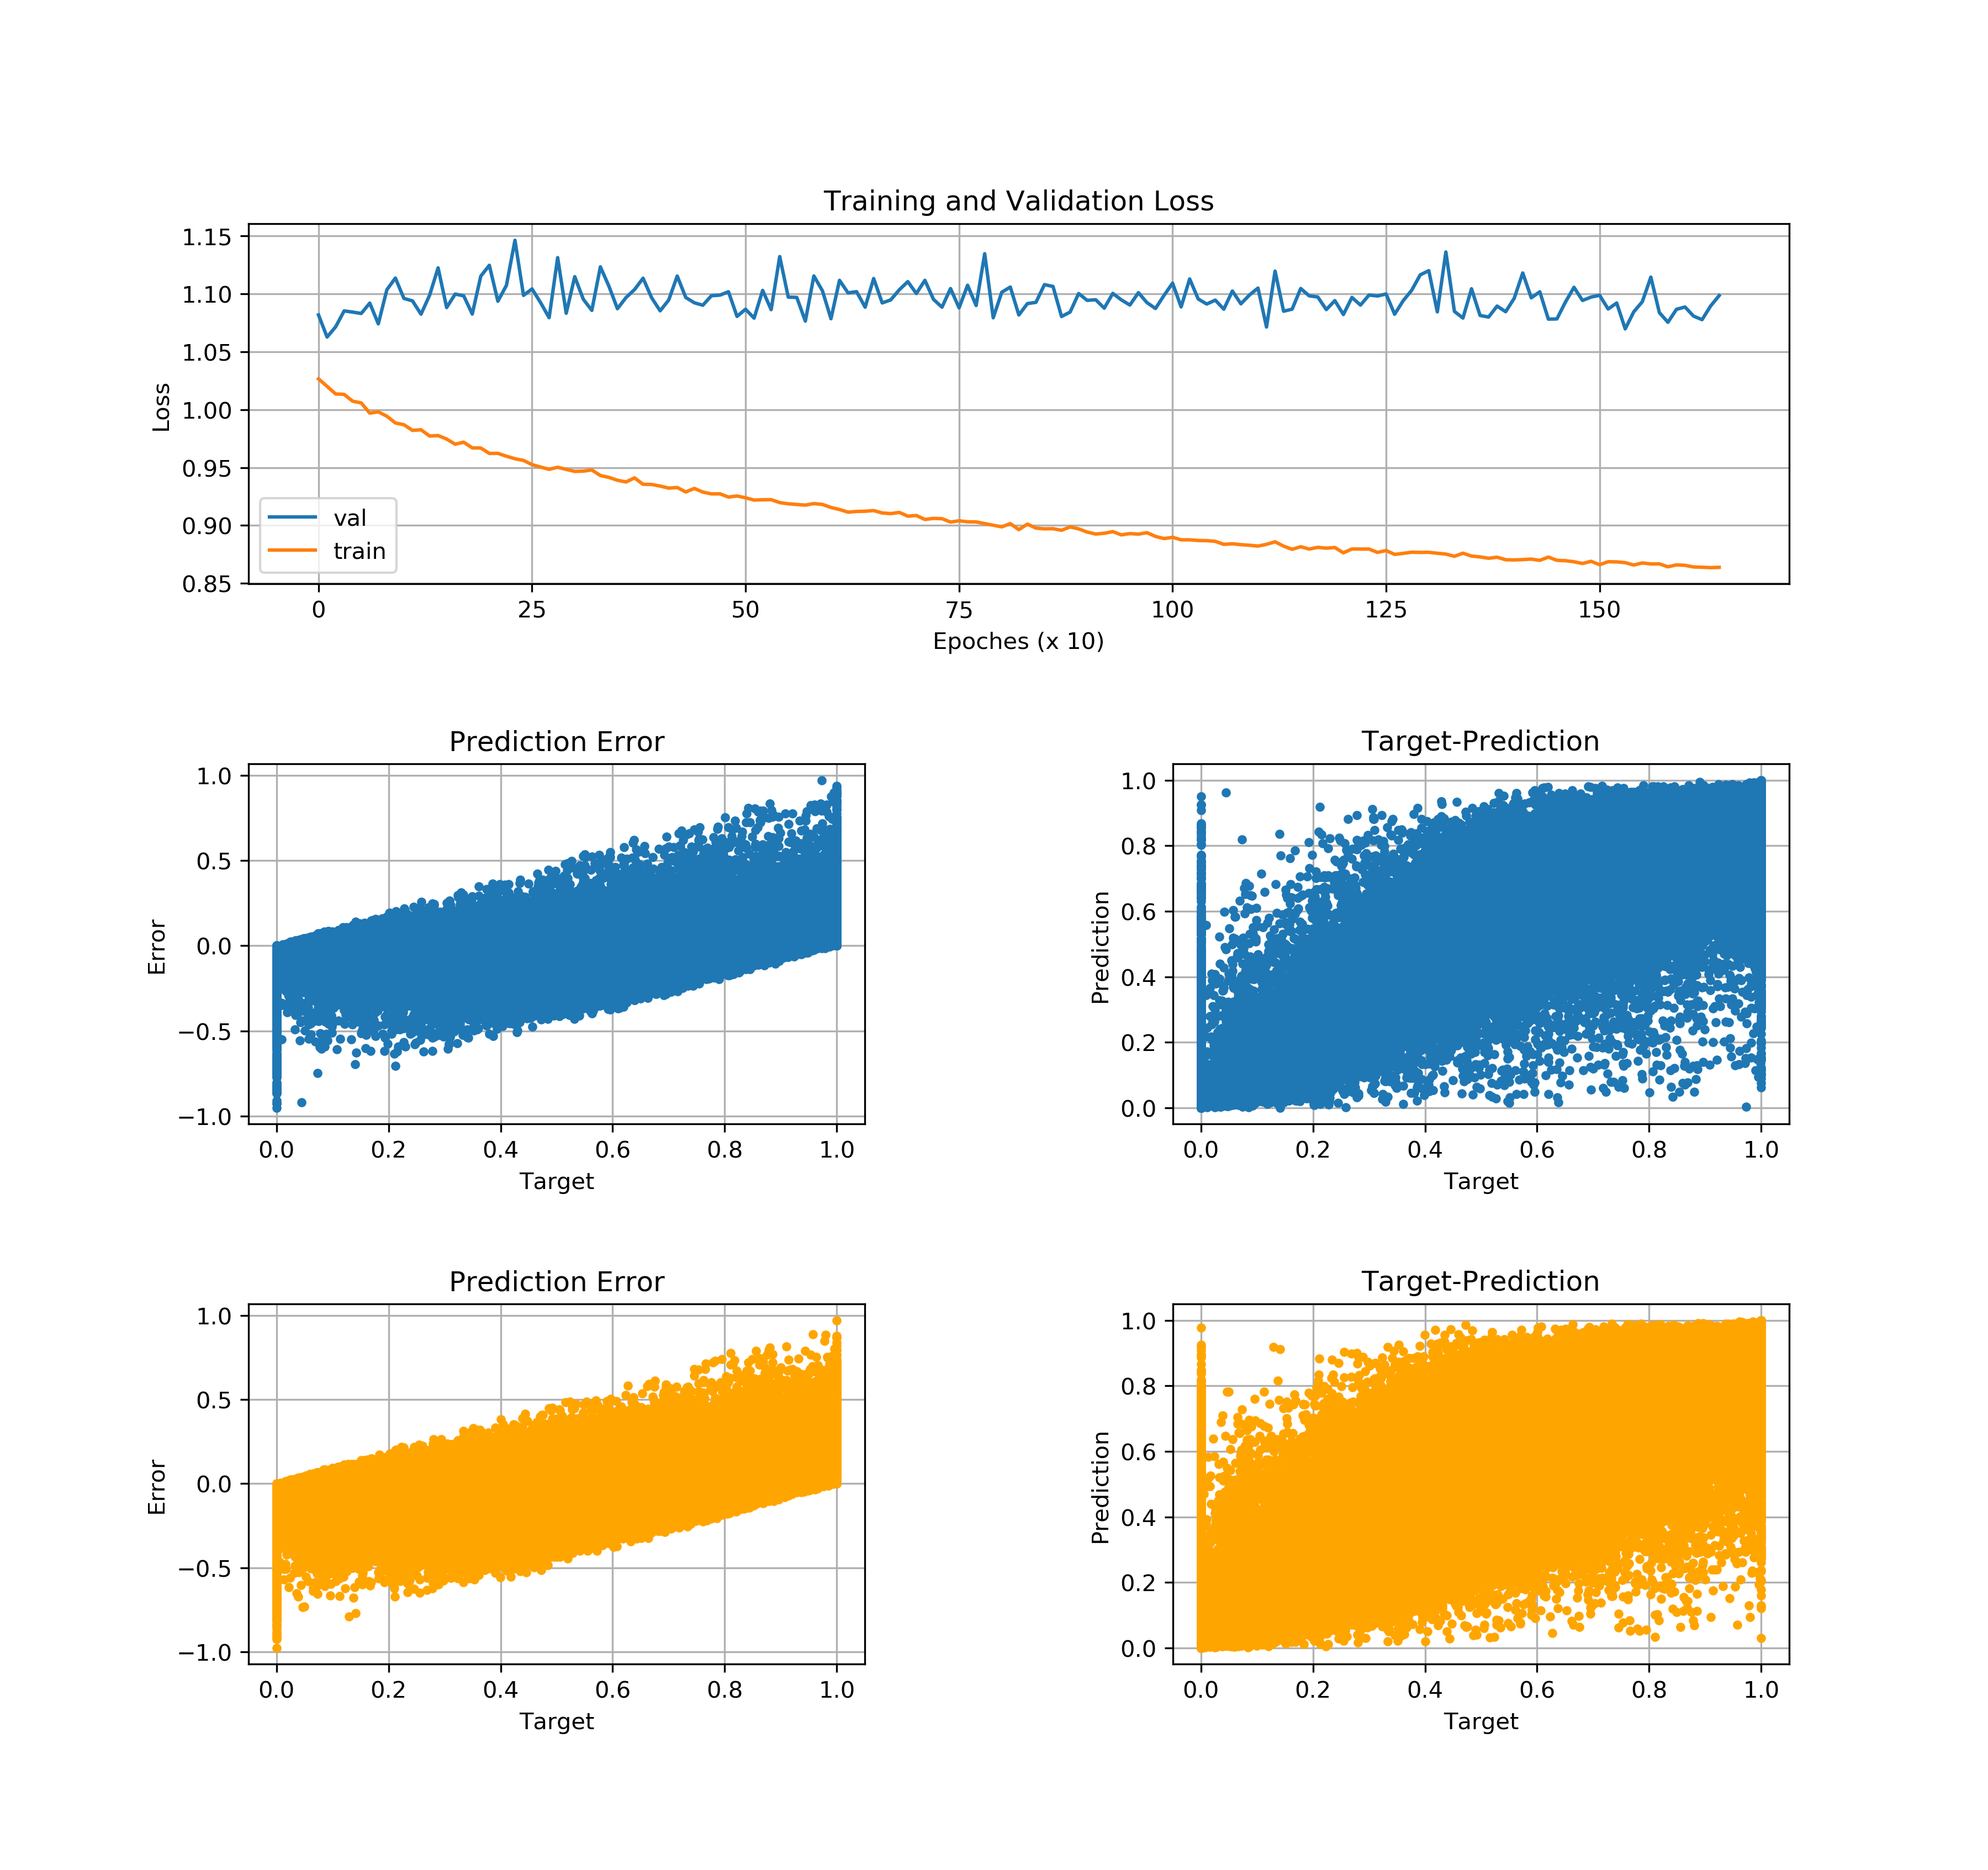 Training and Validation Loss
1.15
1.10
1.05
1.00
0.95
0.90
0.85
Loss
val
train
0 25 50 75 100 125 150
Epoches (x 10)
Prediction Error
1.0
0.5
0.0
−0.5
−1.0
Error
0.0 0.2 0.4 0.6 0.8 1.0
Target
Target-Prediction
1.0
0.8
0.6
0.4
0.2
0.0
Prediction
0.0 0.2 0.4 0.6 0.8 1.0
Target
Prediction Error
1.0
0.5
0.0
−0.5
−1.0
Error
0.0 0.2 0.4 0.6 0.8 1.0
Target
Target-Prediction
1.0
0.8
0.6
0.4
0.2
0.0
Prediction
0.0 0.2 0.4 0.6 0.8 1.0
Target